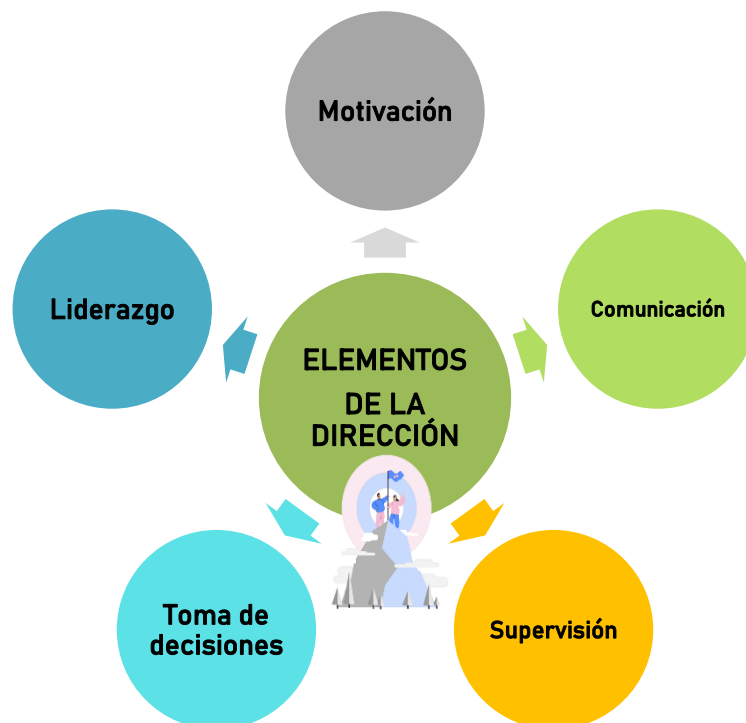 Motivación
Liderazgo
Comunicación
ELEMENTOS
DE LA
DIRECCIÓN
Toma de
decisiones
Supervisión